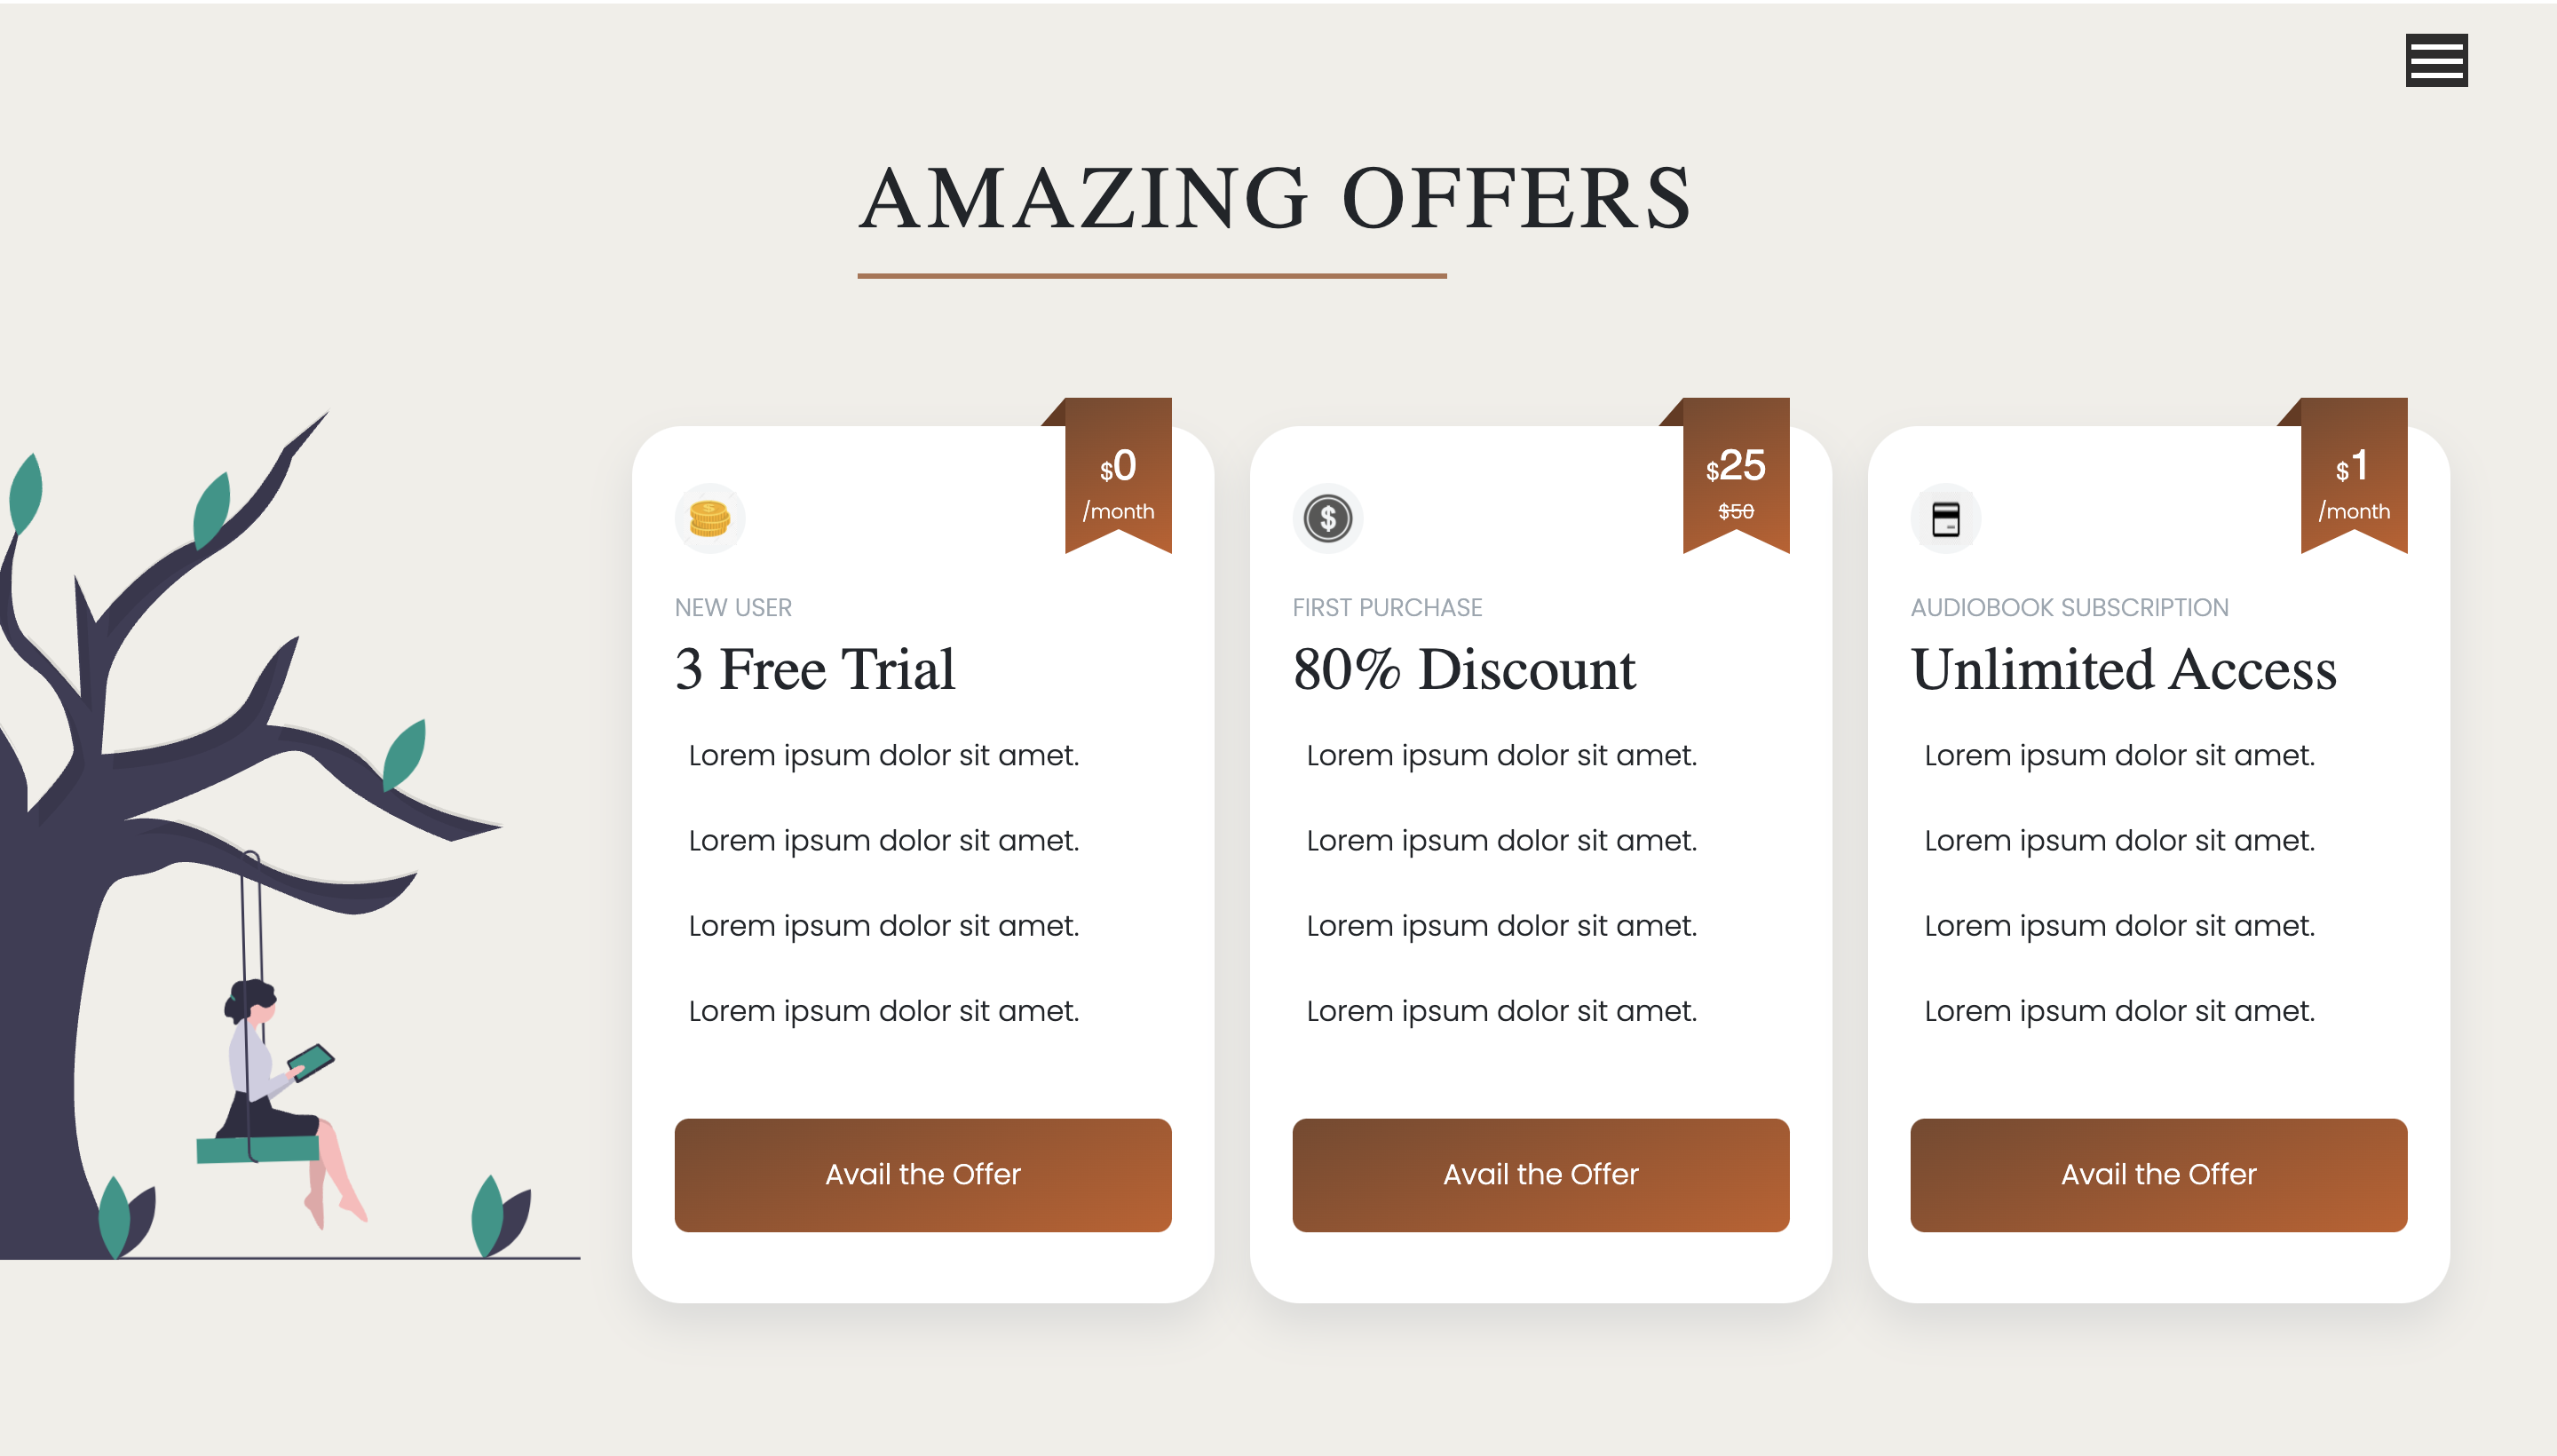 AMAZING OFFERS
$0
/month
NEW USER
3 Free Trial
Lorem ipsum dolor sit amet.
Lorem ipsum dolor sit amet.
Lorem ipsum dolor sit amet.
Lorem ipsum dolor sit amet.
Avail the Offer
$25
$50
$
FIRST PURCHASE
80% Discount
Lorem ipsum dolor sit amet.
Lorem ipsum dolor sit amet.
Lorem ipsum dolor sit amet.
Lorem ipsum dolor sit amet.
Avail the Offer
$1
/month
AUDIOBOOK SUBSCRIPTION
Unlimited Access
Lorem ipsum dolor sit amet.
Lorem ipsum dolor sit amet.
Lorem ipsum dolor sit amet.
Lorem ipsum dolor sit amet.
Avail the Offer